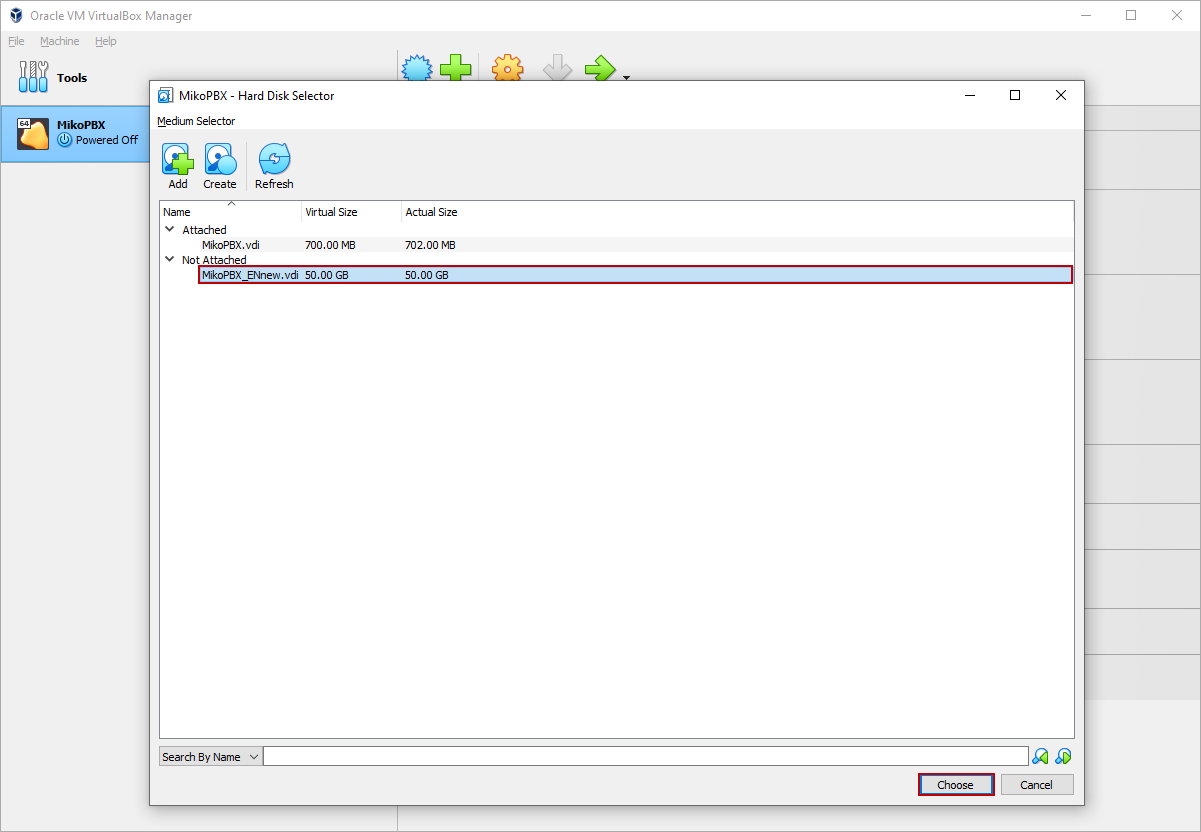 Oracle VM VirtualBox Manager
File Machine Help
Tools
64
MikoPBX
Powered Off
MikoPBX - Hard Disk Selector
Medium Selector
Add Create Refresh
Name Virtual Size Actual Size
Attached
MikoPBX.vdi 700.00 MB 702.00 MB
Not Attached
MikoPBX_ENnew.vdi 50.00 GB 50.00 GB
Search By Name
Choose Cancel